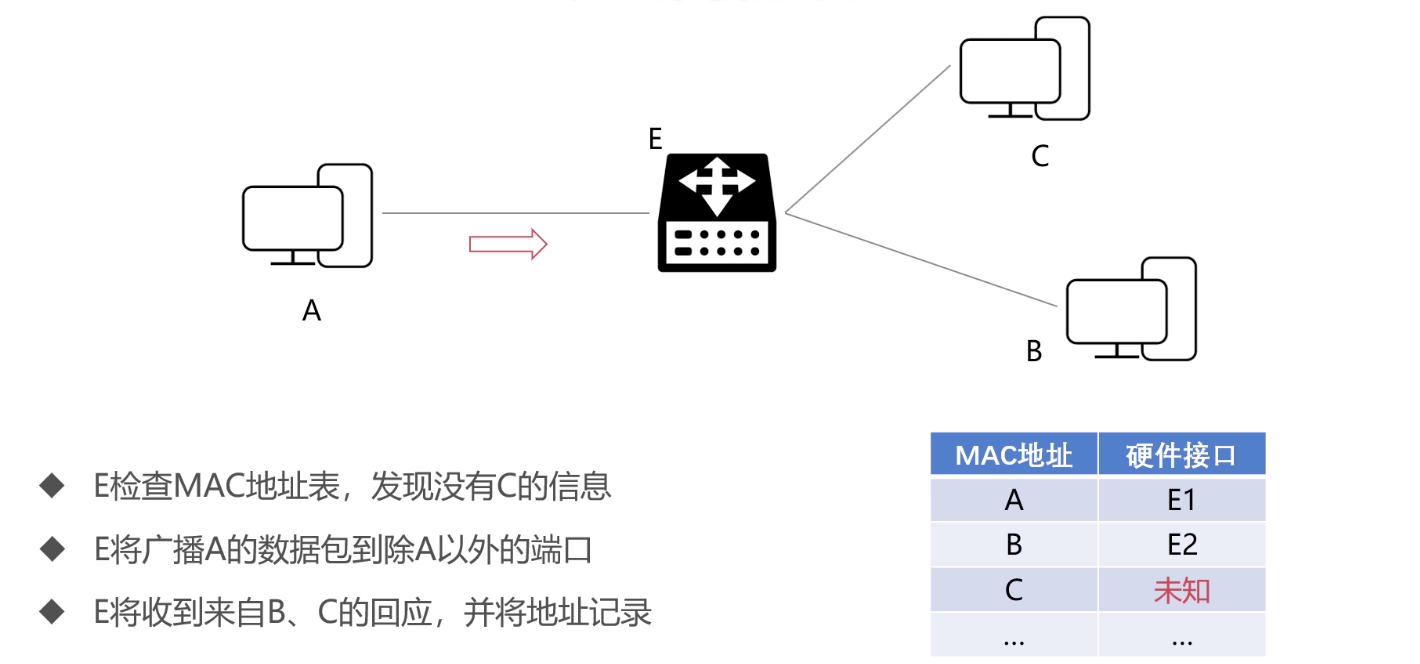 E
C
A
B
E检查MAC地址表，发现没有C的信息
E将广播A的数据包到除A以外的端口
E将收到来自B、C的回应，并将地址记录
MAC地址 硬件接口
A E1
B E2
C 未知
... ...